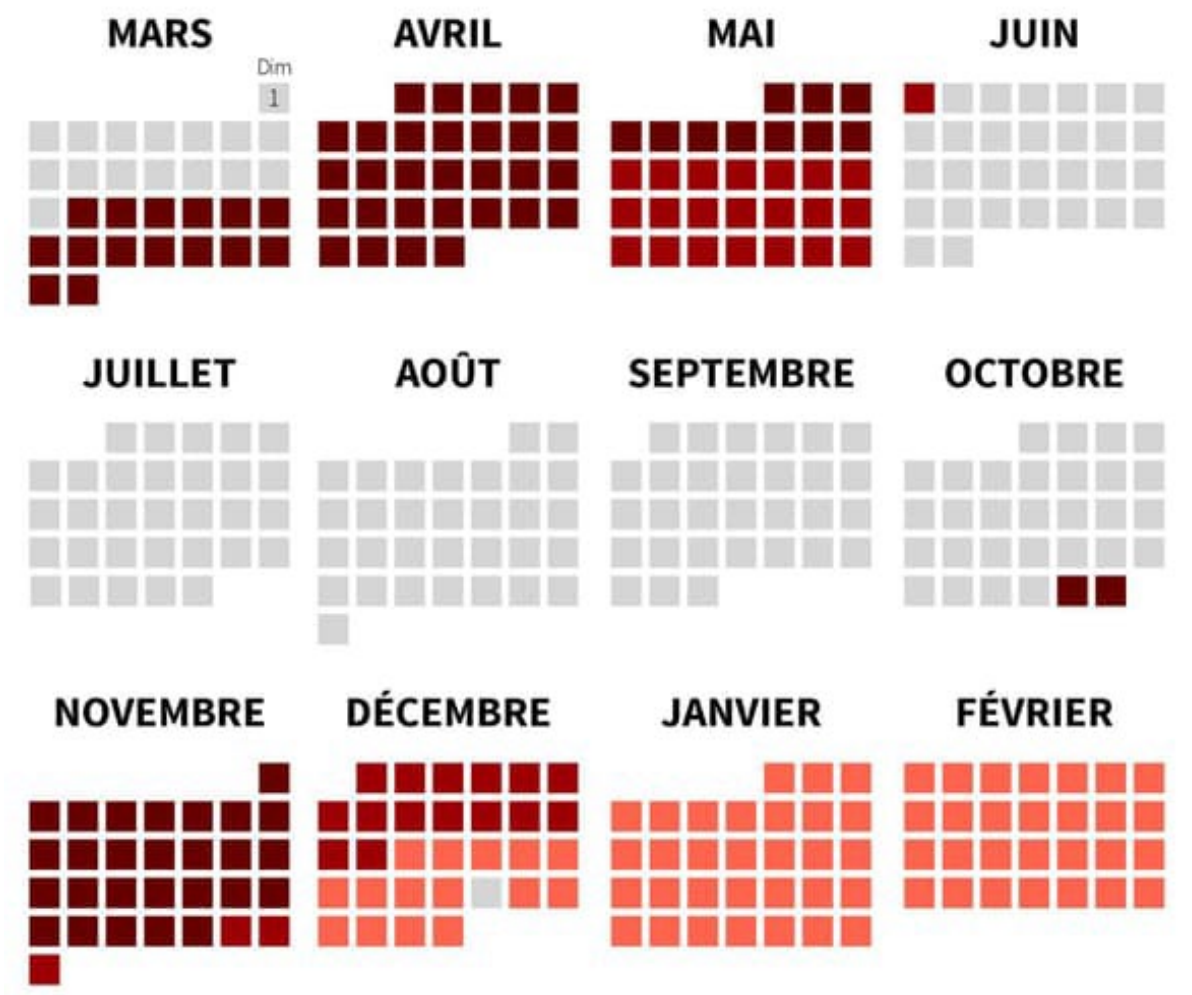 MARS AVRIL MAI JUIN
Dim
1
JUILLET AOÛT SEPTEMBRE OCTOBRE
NOVEMBRE DÉCEMBRE JANVIER FÉVRIER